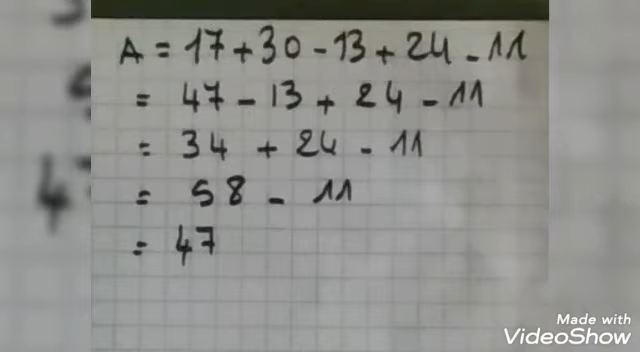 A = 17 + 30 - 13 + 24 - 11
= 47 - 13 + 24 - 11
= 34 + 24 - 11
= 58 - 11
= 47
Made with
VideoShow